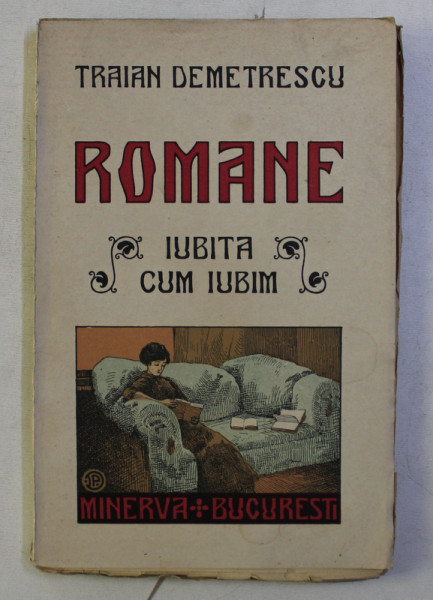 TRAIAN DEMETRESCU
ROMANE
IUBITA
CUM IUBIM
MINERVA ✣ BUCURESTI